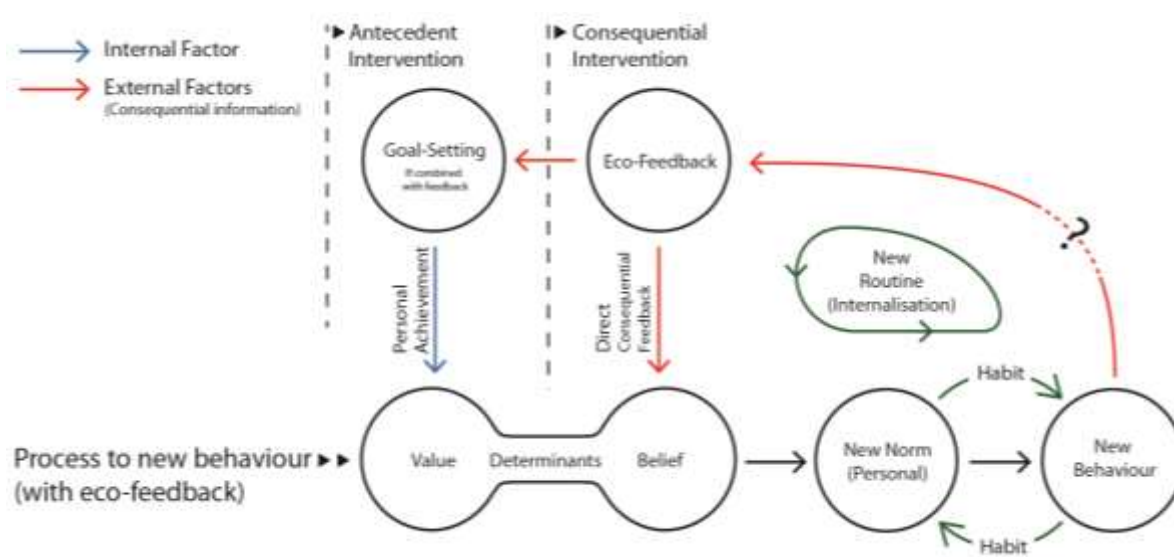 Internal Factor
External Factors
(Consequential information)
Antecedent
Intervention
Consequential
Intervention
Goal-Setting
If combined
with feedback
Eco-Feedback
?
New
Routine
(Internalisation)
Personal
Achievement
Direct
Consequential
Feedback
Habit
Process to new behaviour
(with eco-feedback)
Value
Determinants
Belief
New Norm
(Personal)
New
Behaviour
Habit